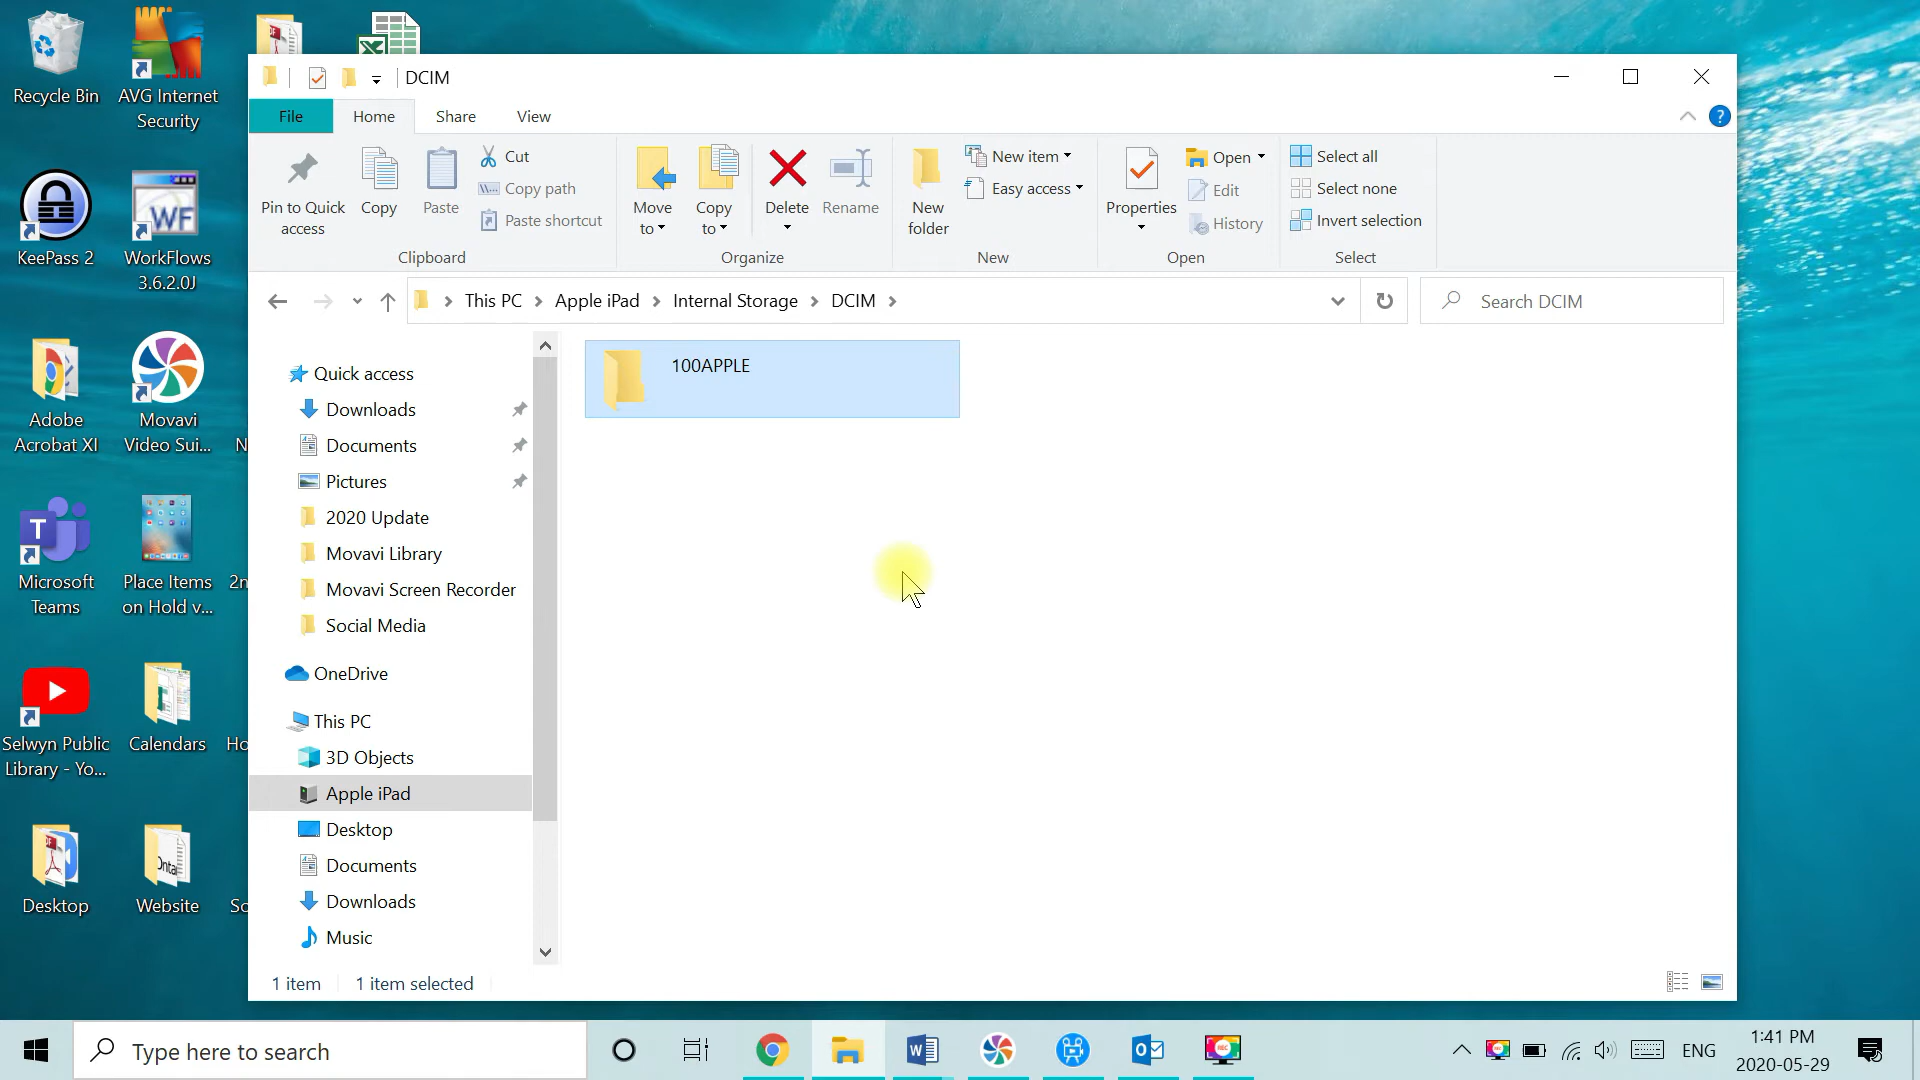 Recycle Bin
AVG Internet
Security
KeePass 2
WorkFlows
3.6.2.0J
Adobe
Acrobat XI
Movavi
Video Sui...
N
Microsoft
Teams
Place Items
on Hold v...
2n
Selwyn Public
Library - Yo...
Calendars
Ho
Desktop
Website
Sc
DCIM
File
Home
Share
View
Pin to Quick
access
Copy
Paste
Cut
Copy path
Paste shortcut
Clipboard
Move
to
Copy
to
Delete
Rename
Organize
New
folder
New item
Easy access
New
Properties
Open
Edit
History
Open
Select all
Select none
Invert selection
Select
This PC
Apple iPad
Internal Storage
DCIM
Search DCIM
Quick access
Downloads
Documents
Pictures
2020 Update
Movavi Library
Movavi Screen Recorder
Social Media
OneDrive
This PC
3D Objects
Apple iPad
Desktop
Documents
Downloads
Music
100APPLE
1 item
1 item selected
Type here to search
ENG
1:41 PM
2020-05-29